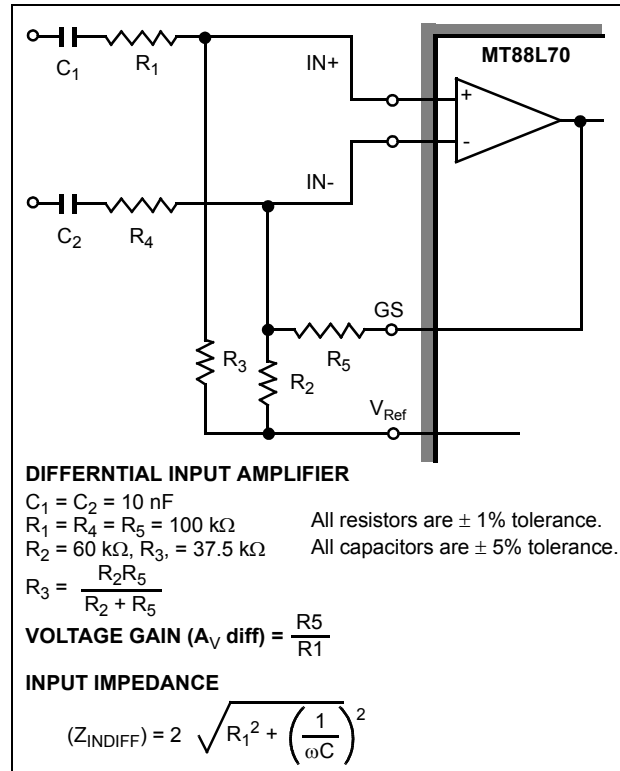 MT88L70
C1
R1
IN+
+
-
IN-
C2
R4
GS
R3
R2
R5
VRef
DIFFERNTIAL INPUT AMPLIFIER
C1 = C2 = 10 nF
R1 = R4 = R5 = 100 kΩ
All resistors are ± 1% tolerance.
R2 = 60 kΩ, R3, = 37.5 kΩ
All capacitors are ± 5% tolerance.
R3 = R2R5 / R2 + R5
VOLTAGE GAIN (AV diff) = R5 / R1
INPUT IMPEDANCE
(ZINDIFF) = 2 √ R1² + (1 / ωC)²